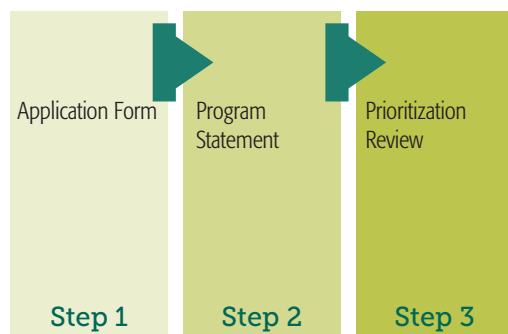 Application Form
Program
Statement
Prioritization
Review
Step 1
Step 2
Step 3